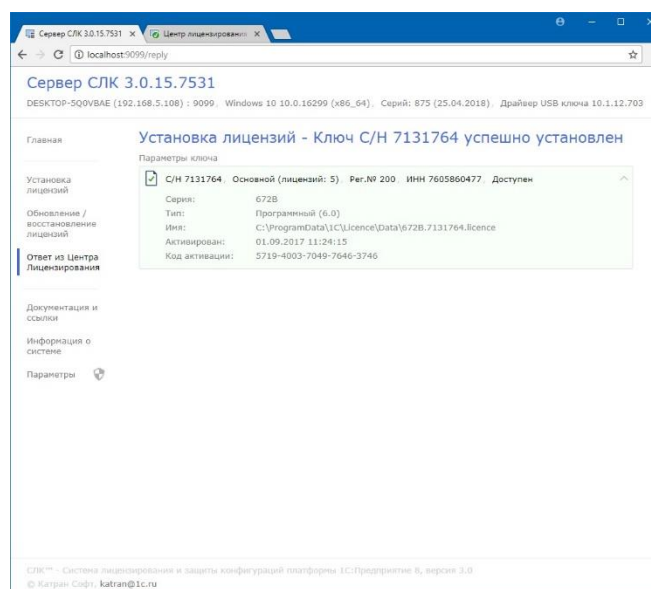 Сервер СЛК 3.0.15.7531
Центр лицензирования
localhost:9099/reply
Сервер СЛК 3.0.15.7531
DESKTOP-5Q0VBAE (192.168.5.108) : 9099, Windows 10 10.0.16299 (x86_64), Серий: 875 (25.04.2018), Драйвер USB ключа 10.1.12.703
Главная
Установка лицензий
Обновление / восстановление лицензий
Ответ из Центра Лицензирования
Документация и ссылки
Информация о системе
Параметры
Установка лицензий - Ключ С/Н 7131764 успешно установлен
Параметры ключа
С/Н 7131764, Основной (лицензий: 5), Рег.№ 200, ИНН 7605860477, Доступен
Серия: 672B
Тип: Программный (6.0)
Имя: C:\ProgramData\1C\Licence\Data\672B.7131764.licence
Активирован: 01.09.2017 11:24:15
Код активации: 5719-4003-7049-7646-3746
СЛК™ - Система лицензирования и защиты конфигураций платформы 1С:Предприятие 8, версия 3.0
© Катран Софт, katran@1c.ru